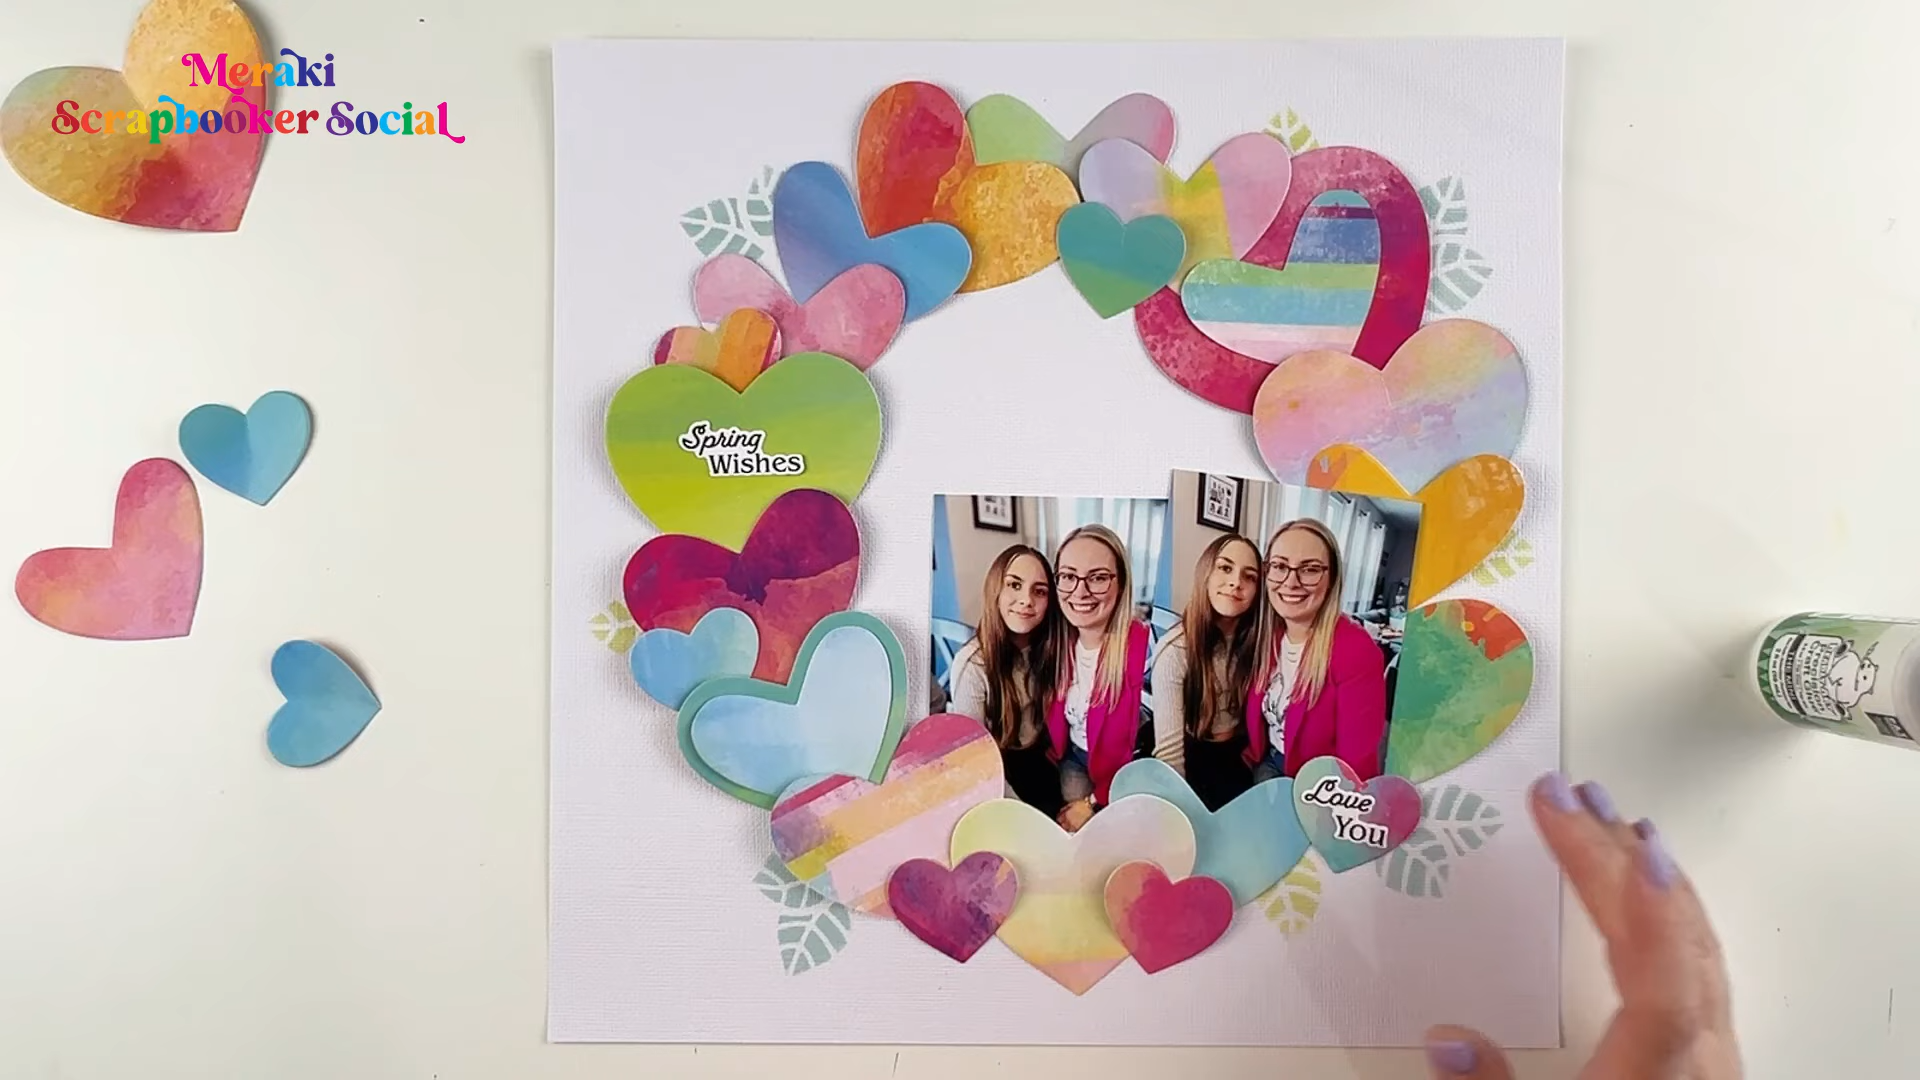 Meraki
Scrapbooker Social
Spring
Wishes
Love
You